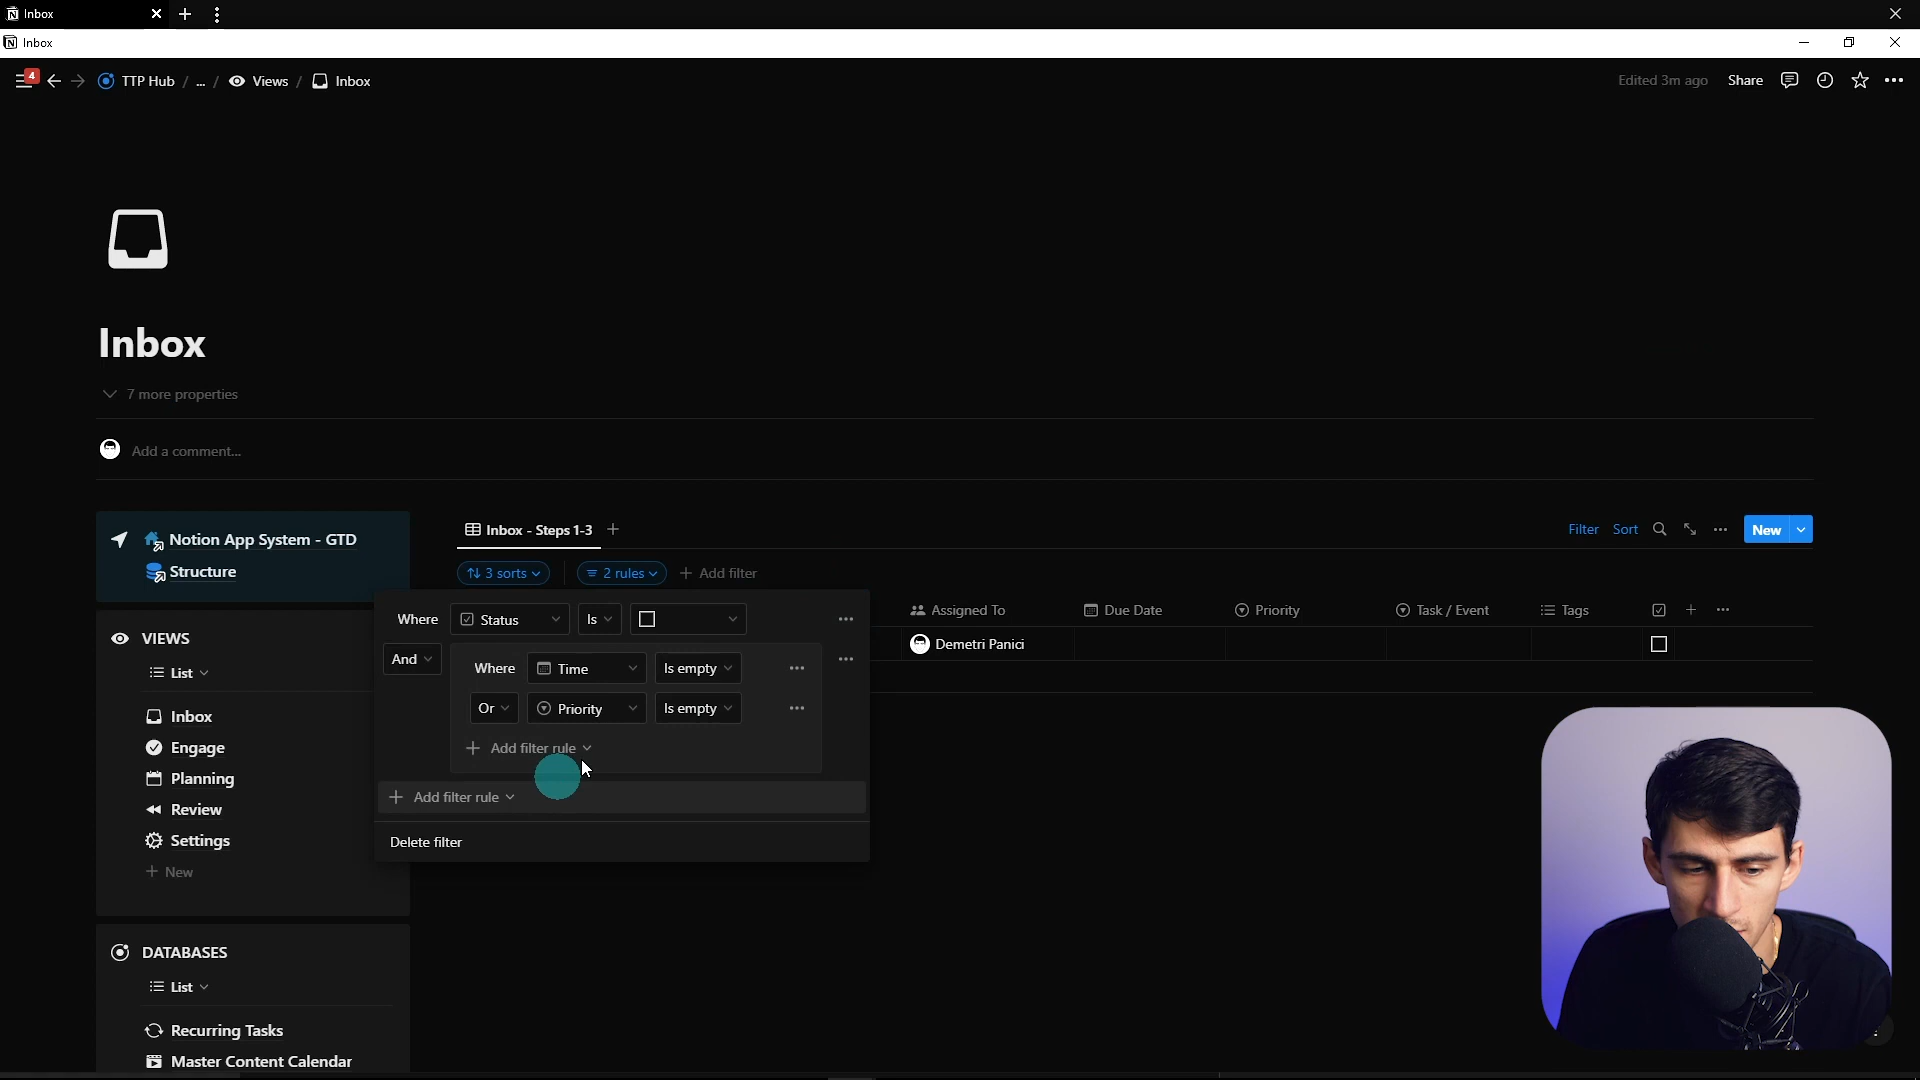 Inbox
Inbox
4
TTP Hub / ... / Views / Inbox
Edited 3m ago
Share
Inbox
7 more properties
Add a comment...
Notion App System - GTD
Structure
VIEWS
List
Inbox
Engage
Planning
Review
Settings
New
DATABASES
List
Recurring Tasks
Master Content Calendar
Inbox - Steps 1-3
Filter
Sort
New
3 sorts
2 rules
Add filter
Where Status Is
And
Where Time Is empty
Or Priority Is empty
Add filter rule
Add filter rule
Delete filter
Assigned To
Due Date
Priority
Task / Event
Tags
Demetri Panici